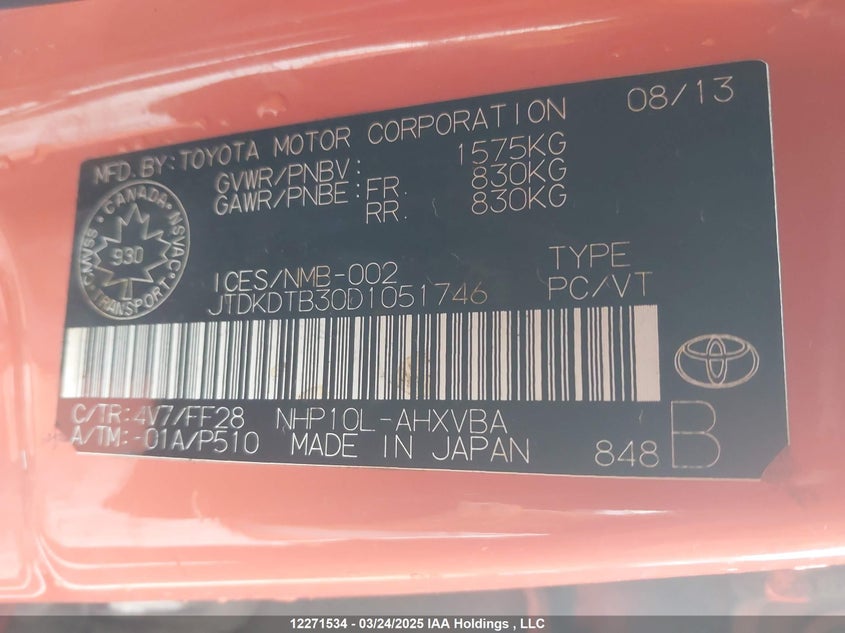 08/13
MFD.BY:TOYOTA MOTOR CORPORATION
GVWR/PNBV: 1575KG
GAWR/PNBE: FR. 830KG
RR. 830KG
CANADA
NSVAC
TRANSPORT
MVSS
930
ICES/NMB-002
TYPE
JTDKDTB30D1051746
PC/VT
C/TR:4V7/FF28 NHP10L-AHXVBA
A/TM:-01A/P510 MADE IN JAPAN
848 B
12271534 - 03/24/2025 IAA Holdings , LLC